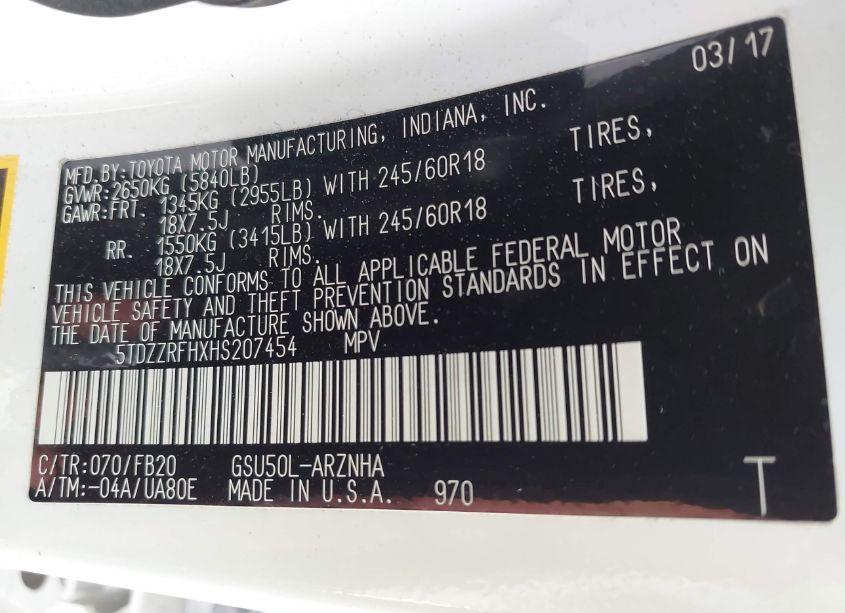 03/17
MFD.BY:TOYOTA MOTOR MANUFACTURING, INDIANA, INC.
GVWR:2650KG (5840LB)
GAWR:FRT. 1345KG (2955LB) WITH 245/60R18 TIRES,
18X7.5J RIMS.
RR. 1550KG (3415LB) WITH 245/60R18 TIRES,
18X7.5J RIMS.
THIS VEHICLE CONFORMS TO ALL APPLICABLE FEDERAL MOTOR
VEHICLE SAFETY AND THEFT PREVENTION STANDARDS IN EFFECT ON
THE DATE OF MANUFACTURE SHOWN ABOVE.
5TDZZRFHXHS207454 MPV
C/TR:070/FB20 GSU50L-ARZNHA
A/TM:-04A/UA80E MADE IN U.S.A. 970 T